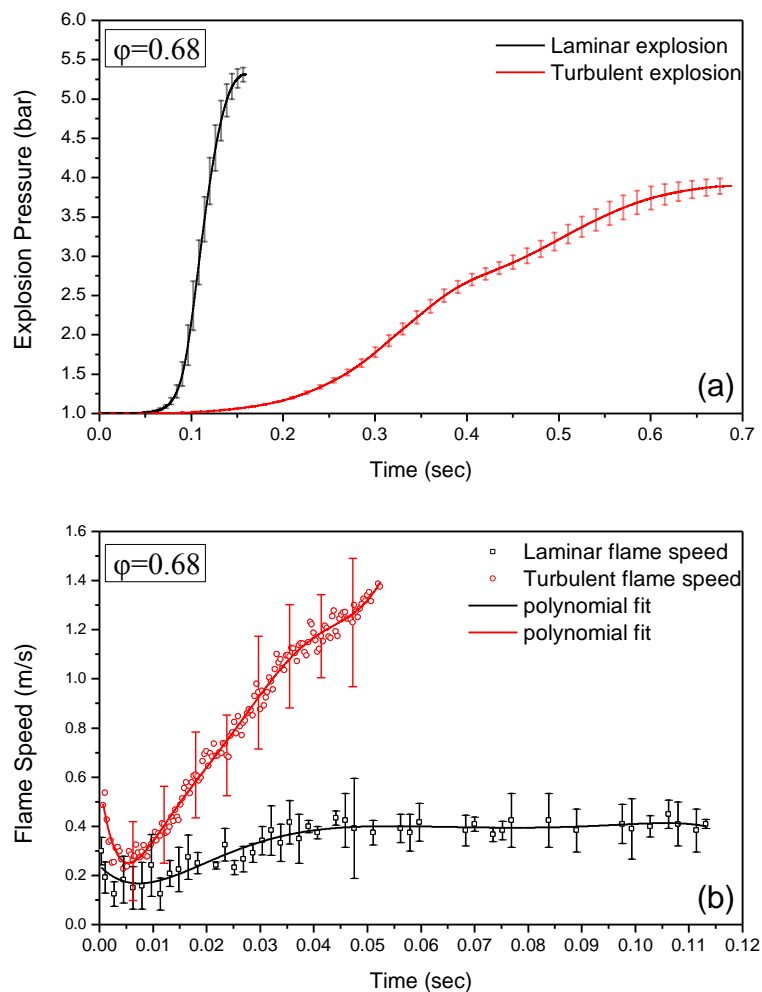 6.0
5.5
5.0
4.5
4.0
3.5
3.0
2.5
2.0
1.5
1.0
Explosion Pressure (bar)
φ=0.68
Laminar explosion
Turbulent explosion
(a)
0.0 0.1 0.2 0.3 0.4 0.5 0.6 0.7
Time (sec)
1.6
1.4
1.2
1.0
0.8
0.6
0.4
0.2
0.0
Flame Speed (m/s)
φ=0.68
Laminar flame speed
Turbulent flame speed
polynomial fit
polynomial fit
(b)
0.00 0.01 0.02 0.03 0.04 0.05 0.06 0.07 0.08 0.09 0.10 0.11 0.12
Time (sec)